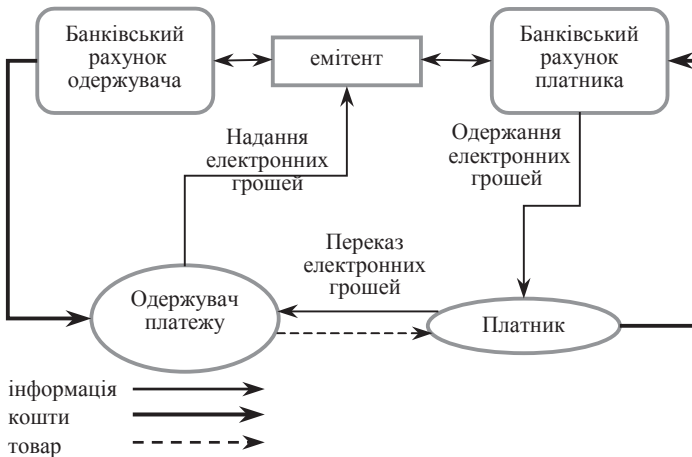 Банківський
рахунок
одержувача
емітент
Банківський
рахунок
платника
Надання
електронних
грошей
Одержання
електронних
грошей
Переказ
електронних
грошей
Одержувач
платежу
Платник
інформація
кошти
товар